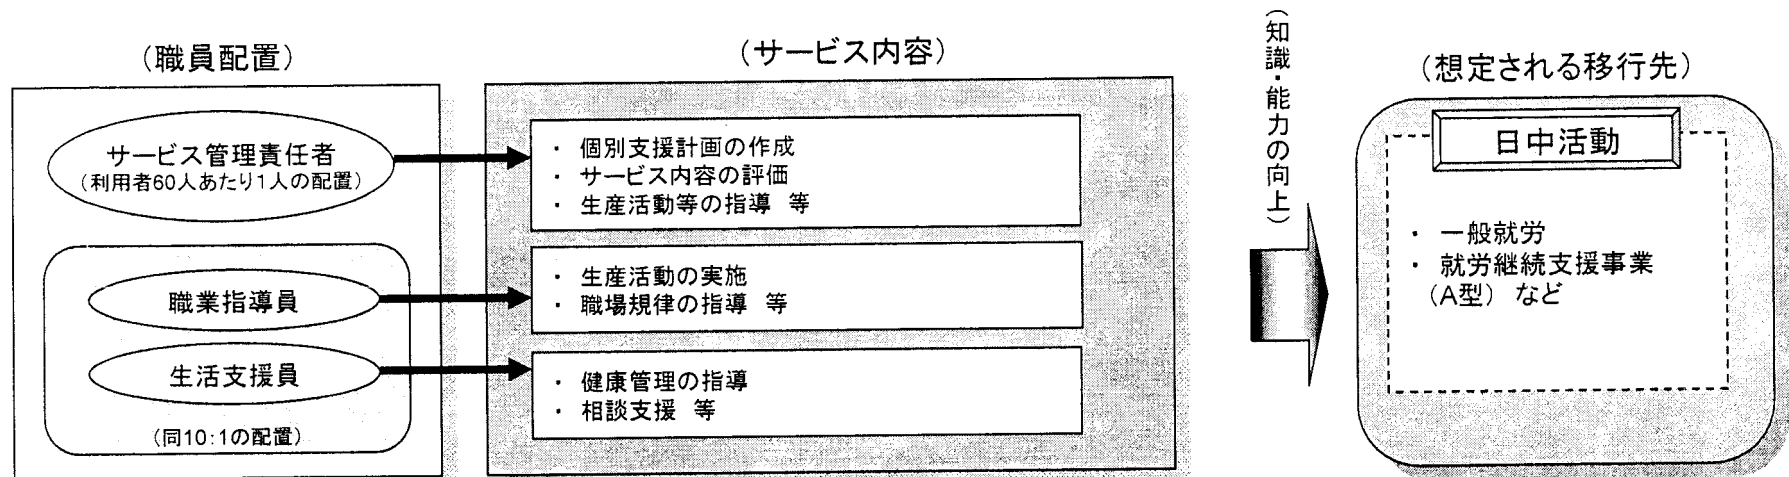 （職員配置）
サービス管理責任者
（利用者60人あたり1人の配置）
職業指導員
生活支援員
（同10：1の配置）
（サービス内容）
・ 個別支援計画の作成
・ サービス内容の評価
・ 生産活動等の指導 等
・ 生産活動の実施
・ 職場規律の指導 等
・ 健康管理の指導
・ 相談支援 等
（知識・能力の向上）
（想定される移行先）
日中活動
・ 一般就労
・ 就労継続支援事業
（A型） など